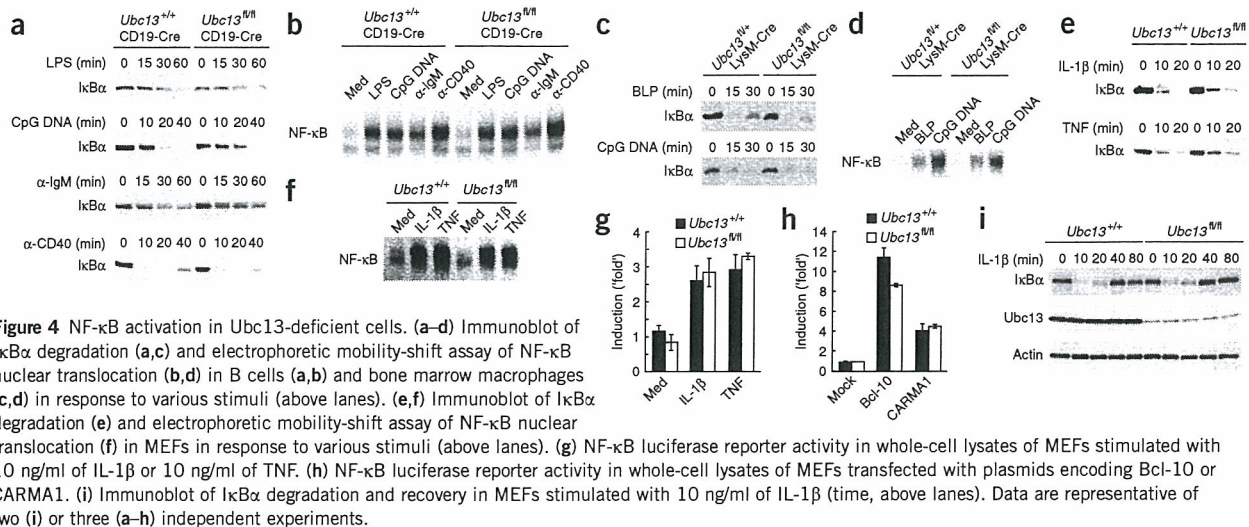 a
Ubc13+/+ Ubc13fl/fl
CD19-Cre CD19-Cre
LPS (min) 0 15 30 60 0 15 30 60
IκBα
CpG DNA (min) 0 10 20 40 0 10 20 40
IκBα
α-IgM (min) 0 15 30 60 0 15 30 60
IκBα
α-CD40 (min) 0 10 20 40 0 10 20 40
IκBα
b
Ubc13+/+ Ubc13fl/fl
CD19-Cre CD19-Cre
Med LPS CpG DNA α-IgM α-CD40 Med LPS CpG DNA α-IgM α-CD40
NF-κB
c
Ubc13fl/+ LysM-Cre Ubc13fl/fl LysM-Cre
BLP (min) 0 15 30 0 15 30
IκBα
CpG DNA (min) 0 15 30 0 15 30
IκBα
d
Ubc13fl/+ LysM-Cre Ubc13fl/fl LysM-Cre
Med BLP CpG DNA Med BLP CpG DNA
NF-κB
e
Ubc13+/+ Ubc13fl/fl
IL-1β (min) 0 10 20 0 10 20
IκBα
TNF (min) 0 10 20 0 10 20
IκBα
f
Ubc13+/+ Ubc13fl/fl
Med IL-1β TNF Med IL-1β TNF
NF-κB
g
Ubc13+/+
Ubc13fl/fl
Induction ('fold')
4
3
2
1
0
Med IL-1β TNF
h
Ubc13+/+
Ubc13fl/fl
Induction ('fold')
14
12
10
8
6
4
2
0
Mock Bcl-10 CARMA1
i
Ubc13+/+ Ubc13fl/fl
IL-1β (min) 0 10 20 40 80 0 10 20 40 80
IκBα
Ubc13
Actin
Figure 4 NF-κB activation in Ubc13-deficient cells. (a–d) Immunoblot of
κBα degradation (a,c) and electrophoretic mobility-shift assay of NF-κB
nuclear translocation (b,d) in B cells (a,b) and bone marrow macrophages
(c,d) in response to various stimuli (above lanes). (e,f) Immunoblot of IκBα
degradation (e) and electrophoretic mobility-shift assay of NF-κB nuclear
translocation (f) in MEFs in response to various stimuli (above lanes). (g) NF-κB luciferase reporter activity in whole-cell lysates of MEFs stimulated with
10 ng/ml of IL-1β or 10 ng/ml of TNF. (h) NF-κB luciferase reporter activity in whole-cell lysates of MEFs transfected with plasmids encoding Bcl-10 or
CARMA1. (i) Immunoblot of IκBα degradation and recovery in MEFs stimulated with 10 ng/ml of IL-1β (time, above lanes). Data are representative of
two (i) or three (a–h) independent experiments.